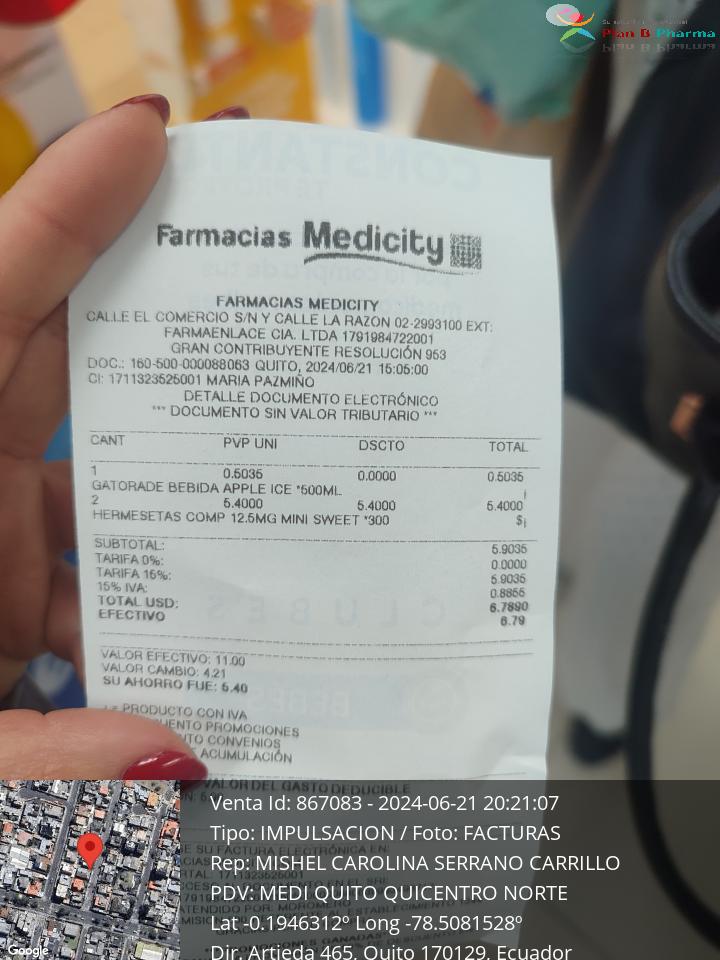 Plan B Pharma
Farmacias Medicity
FARMACIAS MEDICITY
CALLE EL COMERCIO S/N Y CALLE LA RAZON 02-2993100 EXT:
FARMAENLACE CIA. LTDA 1791984722001
GRAN CONTRIBUYENTE RESOLUCIÓN 953
DOC.: 160-500-000088063 QUITO, 2024/06/21 15:05:00
CI: 1711323525001 MARIA PAZMIÑO
DETALLE DOCUMENTO ELECTRÓNICO
*** DOCUMENTO SIN VALOR TRIBUTARIO ***
CANT PVP UNI DSCTO TOTAL
1 0.5035 0.0000 0.5035
GATORADE BEBIDA APPLE ICE *500ML
2 5.4000 5.4000 5.4000
HERMESETAS COMP 12.5MG MINI SWEET *300 $¡
SUBTOTAL: 5.9035
TARIFA 0%: 0.0000
TARIFA 15%: 5.9035
15% IVA: 0.8855
TOTAL USD: 6.7890
EFECTIVO 6.79
VALOR EFECTIVO: 11.00
VALOR CAMBIO: 4.21
SU AHORRO FUE: 5.40
PRODUCTO CON IVA
PROMOCIONES
CONVENIOS
ACUMULACIÓN
VALOR DEL GASTO DEDUCIBLE
Venta Id: 867083 - 2024-06-21 20:21:07
Tipo: IMPULSACION / Foto: FACTURAS
Rep: MISHEL CAROLINA SERRANO CARRILLO
PDV: MEDI QUITO QUICENTRO NORTE
Lat -0.1946312º Long -78.5081528º
Dir. Artieda 465, Quito 170129, Ecuador
Google